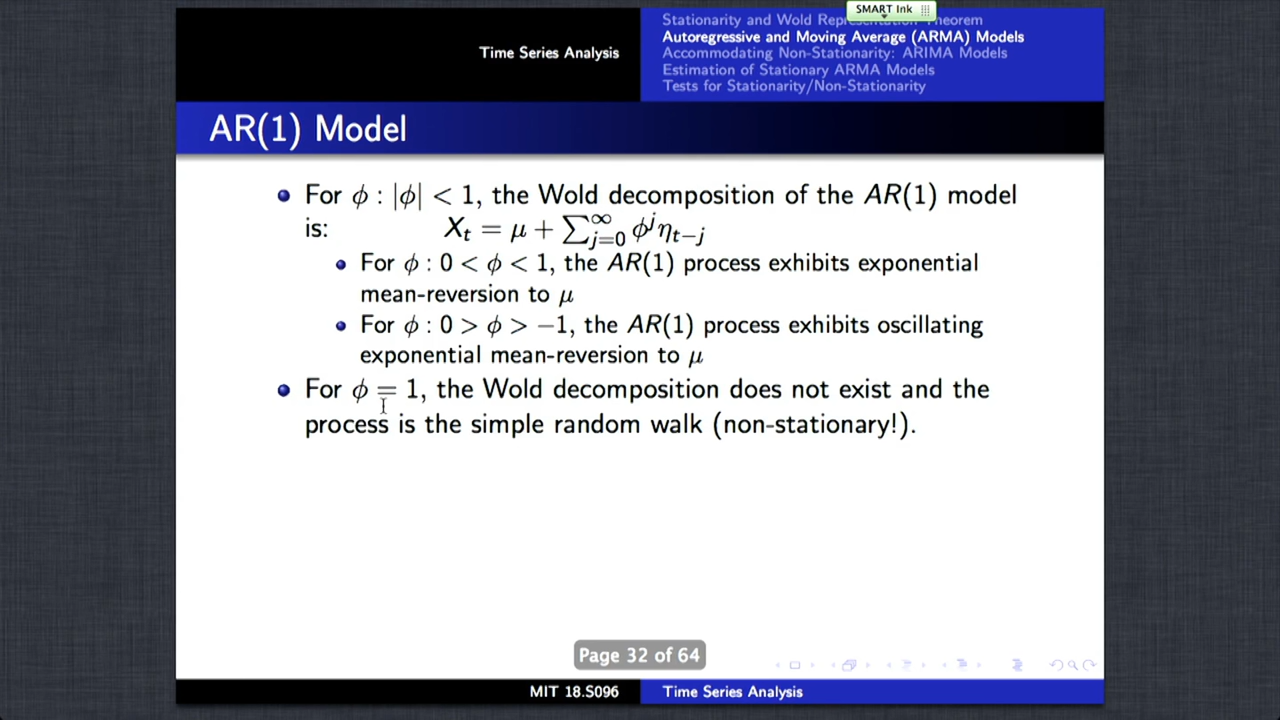 SMART Ink
Time Series Analysis
Stationarity and Wold Representation Theorem
Autoregressive and Moving Average (ARMA) Models
Accommodating Non-Stationarity: ARIMA Models
Estimation of Stationary ARMA Models
Tests for Stationarity/Non-Stationarity
AR(1) Model
For ϕ : |ϕ| < 1, the Wold decomposition of the AR(1) model
is: Xₜ = μ + ∑_{j=0}^{∞} ϕ^j η_{t−j}
For ϕ : 0 < ϕ < 1, the AR(1) process exhibits exponential
mean-reversion to μ
For ϕ : 0 > ϕ > −1, the AR(1) process exhibits oscillating
exponential mean-reversion to μ
For ϕ = 1, the Wold decomposition does not exist and the
process is the simple random walk (non-stationary!).
Page 32 of 64
MIT 18.S096
Time Series Analysis